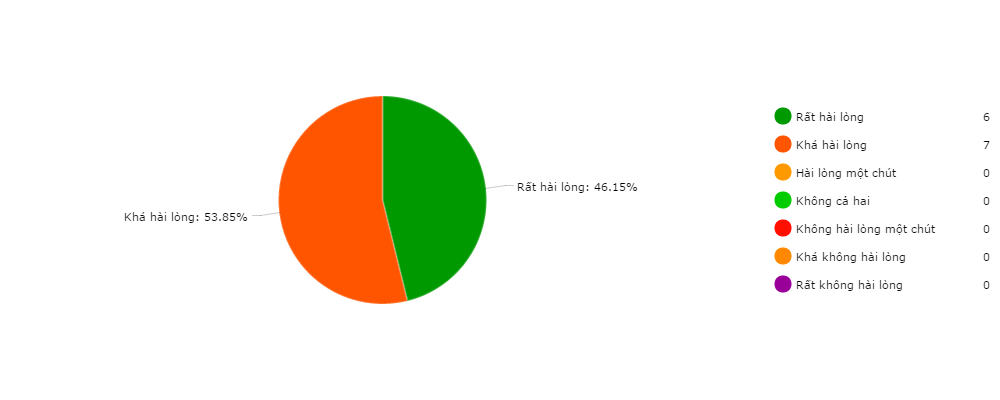 Rất hài lòng: 46.15%
Khá hài lòng: 53.85%
Rất hài lòng 6
Khá hài lòng 7
Hài lòng một chút 0
Không cả hai 0
Không hài lòng một chút 0
Khá không hài lòng 0
Rất không hài lòng 0